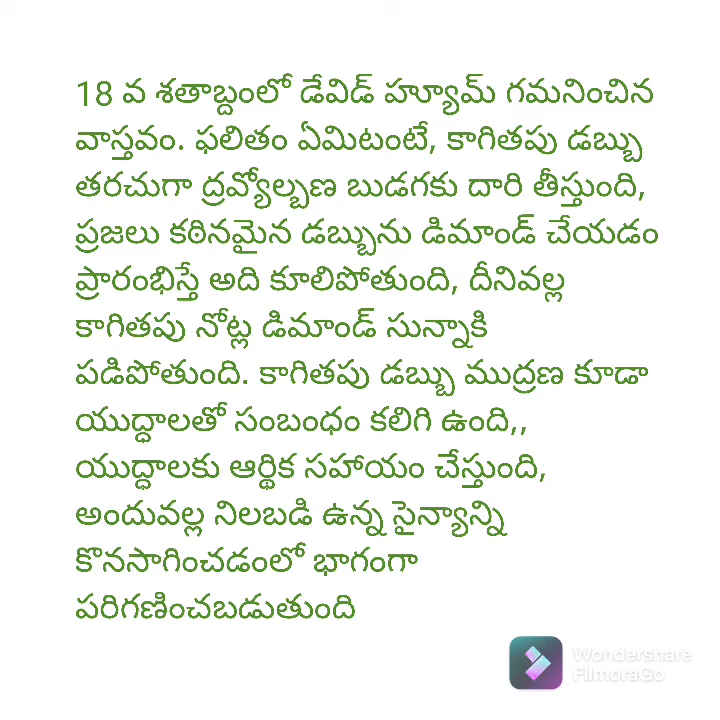 18 వ శతాబ్దంలో డేవిడ్ హ్యూమ్ గమనించిన
వాస్తవం. ఫలితం ఏమిటంటే, కాగితపు డబ్బు
తరచుగా ద్రవ్యోల్బణ బుడగకు దారి తీస్తుంది,
ప్రజలు కఠినమైన డబ్బును డిమాండ్ చేయడం
ప్రారంభిస్తే అది కూలిపోతుంది, దీనివల్ల
కాగితపు నోట్ల డిమాండ్ సున్నాకి
పడిపోతుంది. కాగితపు డబ్బు ముద్రణ కూడా
యుద్ధాలతో సంబంధం కలిగి ఉంది,,
యుద్ధాలకు ఆర్థిక సహాయం చేస్తుంది,
అందువల్ల నిలబడి ఉన్న సైన్యాన్ని
కొనసాగించడంలో భాగంగా
పరిగణించబడుతుంది
Wondershare
FilmoraGo